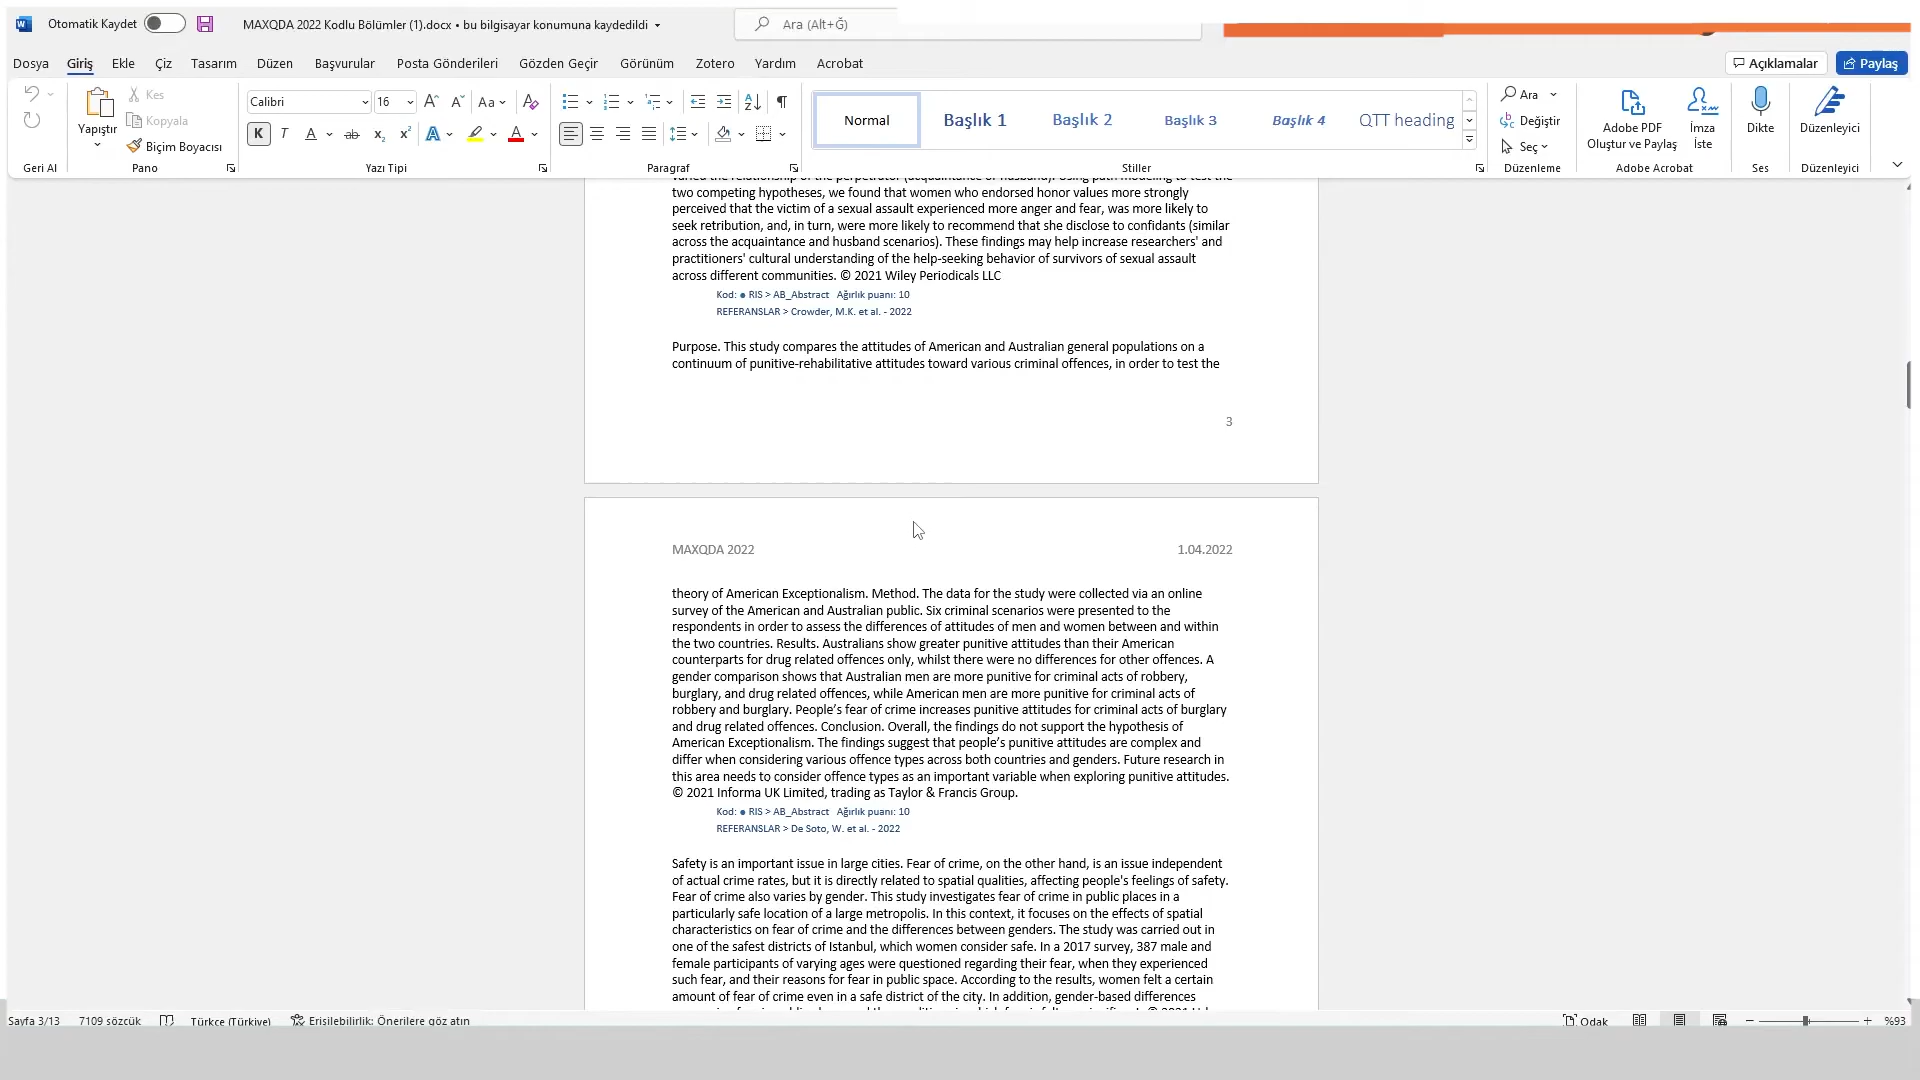 Otomatik Kaydet
MAXQDA 2022 Kodlu Bölümler (1).docx • bu bilgisayar konumuna kaydedildi
Ara (Alt+Ğ)
Dosya Giriş Ekle Çiz Tasarım Düzen Başvurular Posta Gönderileri Gözden Geçir Görünüm Zotero Yardım Acrobat
Açıklamalar Paylaş
Yapıştır
Kes
Kopyala
Biçim Boyacısı
Calibri 16
Normal Başlık 1 Başlık 2 Başlık 3 Başlık 4 QTT heading
Ara
Değiştir
Seç
Adobe PDF
Oluştur ve Paylaş
İmza
İste
Dikte
Düzenleyici
Geri Al Pano Yazı Tipi Paragraf Stiller Düzenleme Adobe Acrobat Ses Düzenleyici
varied the relationship of the perpetrator (acquaintance or husband). Using path modeling to test the
two competing hypotheses, we found that women who endorsed honor values more strongly
perceived that the victim of a sexual assault experienced more anger and fear, was more likely to
seek retribution, and, in turn, were more likely to recommend that she disclose to confidants (similar
across the acquaintance and husband scenarios). These findings may help increase researchers' and
practitioners' cultural understanding of the help-seeking behavior of survivors of sexual assault
across different communities. © 2021 Wiley Periodicals LLC
Kod: ● RIS > AB_Abstract Ağırlık puanı: 10
REFERANSLAR > Crowder, M.K. et al. - 2022
Purpose. This study compares the attitudes of American and Australian general populations on a
continuum of punitive-rehabilitative attitudes toward various criminal offences, in order to test the
3
MAXQDA 2022 1.04.2022
theory of American Exceptionalism. Method. The data for the study were collected via an online
survey of the American and Australian public. Six criminal scenarios were presented to the
respondents in order to assess the differences of attitudes of men and women between and within
the two countries. Results. Australians show greater punitive attitudes than their American
counterparts for drug related offences only, whilst there were no differences for other offences. A
gender comparison shows that Australian men are more punitive for criminal acts of robbery,
burglary, and drug related offences, while American men are more punitive for criminal acts of
robbery and burglary. People’s fear of crime increases punitive attitudes for criminal acts of burglary
and drug related offences. Conclusion. Overall, the findings do not support the hypothesis of
American Exceptionalism. The findings suggest that people’s punitive attitudes are complex and
differ when considering various offence types across both countries and genders. Future research in
this area needs to consider offence types as an important variable when exploring punitive attitudes.
© 2021 Informa UK Limited, trading as Taylor & Francis Group.
Kod: ● RIS > AB_Abstract Ağırlık puanı: 10
REFERANSLAR > De Soto, W. et al. - 2022
Safety is an important issue in large cities. Fear of crime, on the other hand, is an issue independent
of actual crime rates, but it is directly related to spatial qualities, affecting people's feelings of safety.
Fear of crime also varies by gender. This study investigates fear of crime in public places in a
particularly safe location of a large metropolis. In this context, it focuses on the effects of spatial
characteristics on fear of crime and the differences between genders. The study was carried out in
one of the safest districts of Istanbul, which women consider safe. In a 2017 survey, 387 male and
female participants of varying ages were questioned regarding their fear, when they experienced
such fear, and their reasons for fear in public space. According to the results, women felt a certain
amount of fear of crime even in a safe district of the city. In addition, gender-based differences
Sayfa 3/13 7109 sözcük Türkçe (Türkiye) Erişilebilirlik: Önerilere göz atın
Odak %93